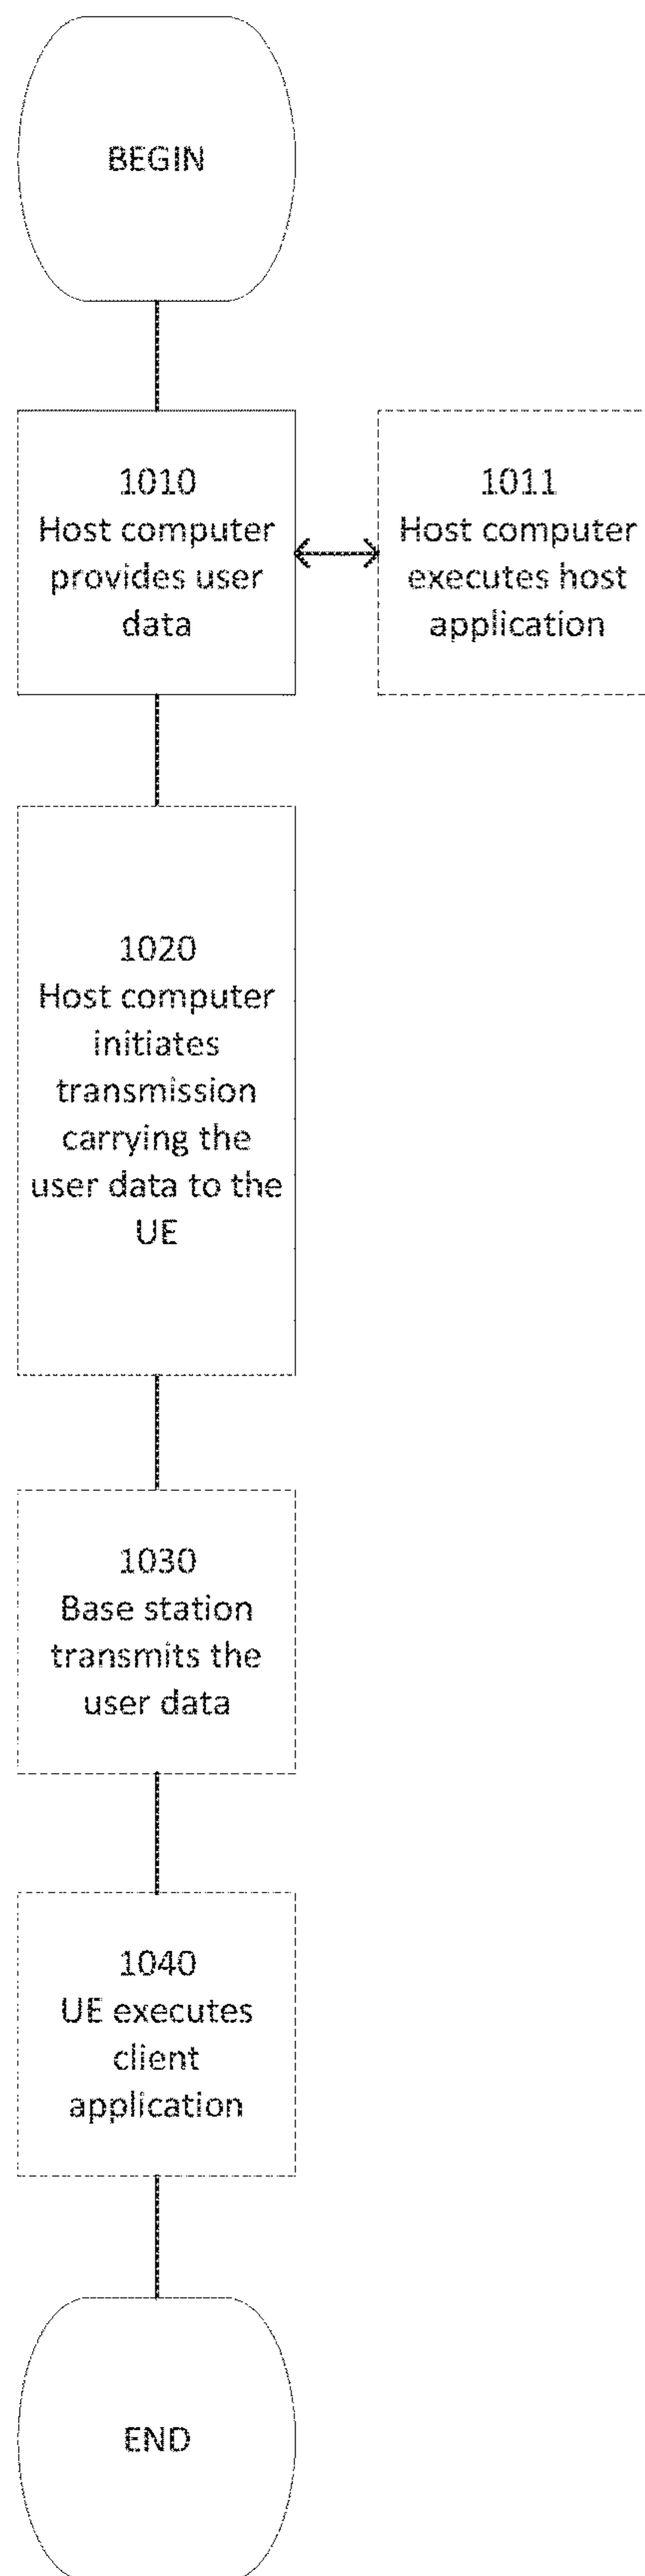 BEGIN
1010
Host computer
provides user
data
1011
Host computer
executes host
application
1020
Host computer
initiates
transmission
carrying the
user data to the
UE
1030
Base station
transmits the
user data
1040
UE executes
client
application
END